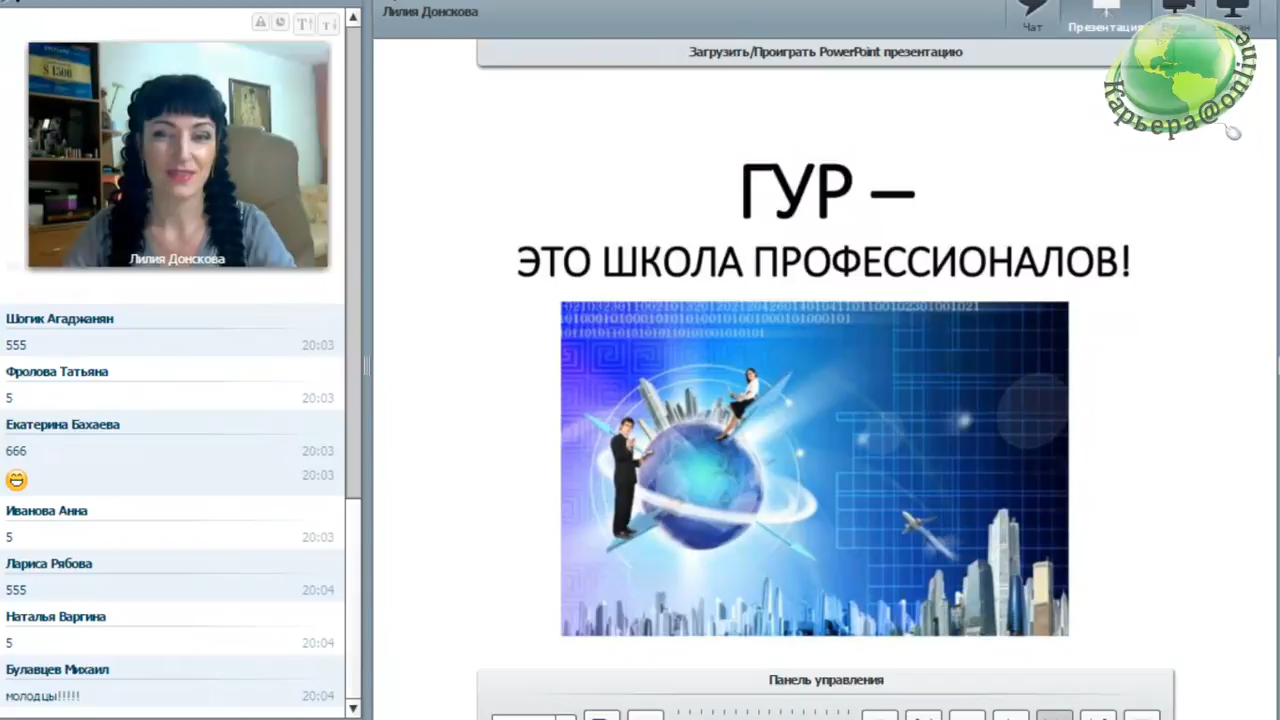 Лилия Донскова
Чат
Презентация
Загрузить/Проиграть PowerPoint презентацию
Карьера@online
S 1500
Лилия Донскова
ГУР –
ЭТО ШКОЛА ПРОФЕССИОНАЛОВ!
Шогик Агаджанян
555 20:03
Фролова Татьяна
5 20:03
Екатерина Бахаева
666 20:03
20:03
Иванова Анна
5 20:03
Лариса Рябова
555 20:04
Наталья Варгина
5 20:04
Булавцев Михаил
молодцы!!!!! 20:04
Панель управления